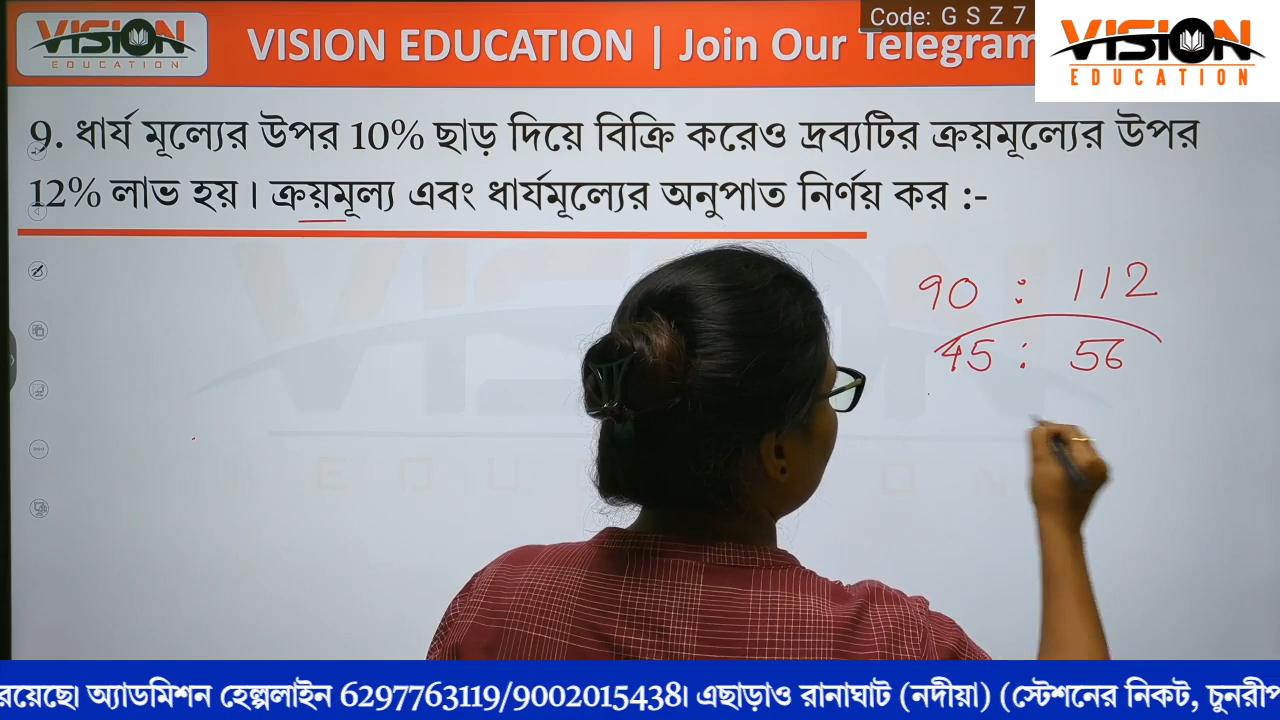 VISION
EDUCATION
VISION EDUCATION | Join Our Telegram
Code: G S Z 7
VISION
EDUCATION
9. ধার্য মূল্যের উপর 10% ছাড় দিয়ে বিক্রি করেও দ্রব্যটির ক্রয়মূল্যের উপর
12% লাভ হয়। ক্রয়মূল্য এবং ধার্যমূল্যের অনুপাত নির্ণয় কর :-
90 : 112
45 : 56
রয়েছে। অ্যাডমিশন হেল্পলাইন 6297763119/9002015438। এছাড়াও রানাঘাট (নদীয়া) (স্টেশনের নিকট,